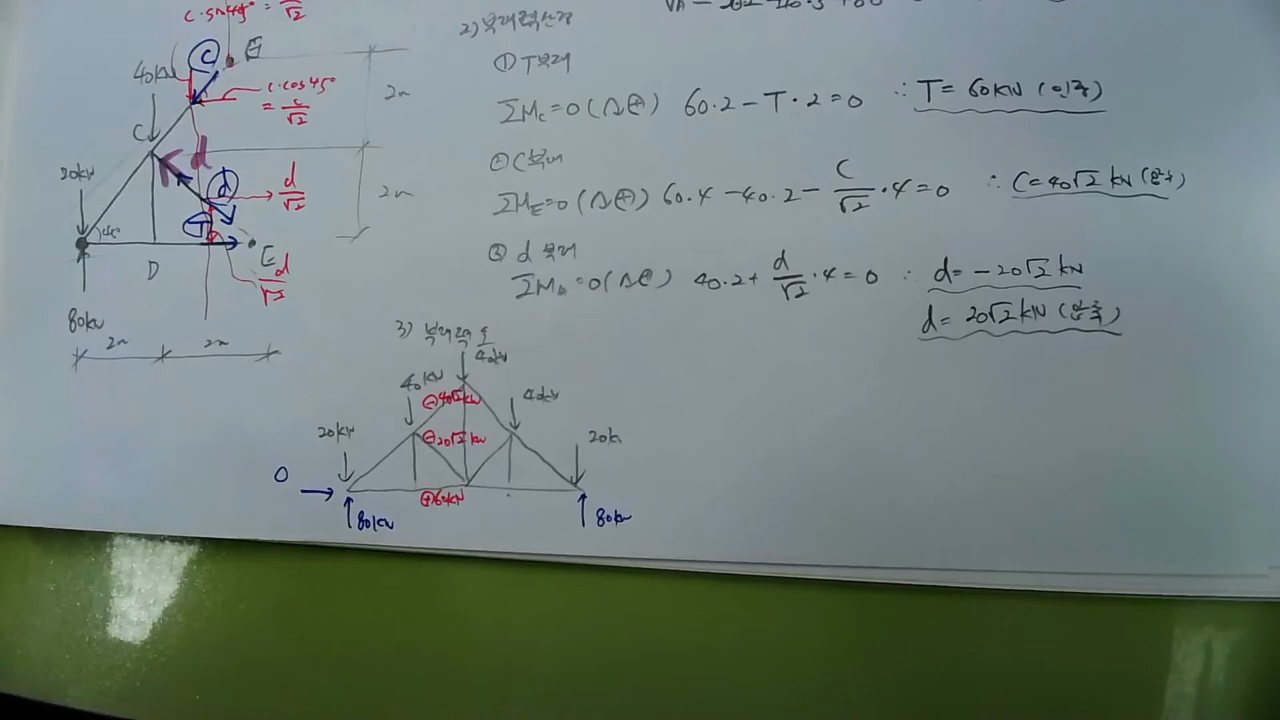 2) 부재력산정
① T부재
ΣMc=0(△⊕) 60·2-T·2=0 ∴ T=60kN (인장)
② C부재
ΣME=0(△⊕) 60·4-40·2-C/√2·4=0 ∴ C=40√2 kN (압축)
③ d 부재
40·2+d/√2·4=0 ∴ d=-20√2 kN
d=20√2 kN (압축)
c·sin45°=
√2
C
E
40kN
c·cos45°
=c/√2
2m
C
d
20kN
d
d/√2
2m
T
45°
D
E
d/√2
80kN
2m
2m
3) 부재력도
40kN
40kN
⊖40√2kN
40kN
20kN
⊖20√2kN
20k
0
⊕60kN
80kN
80kN